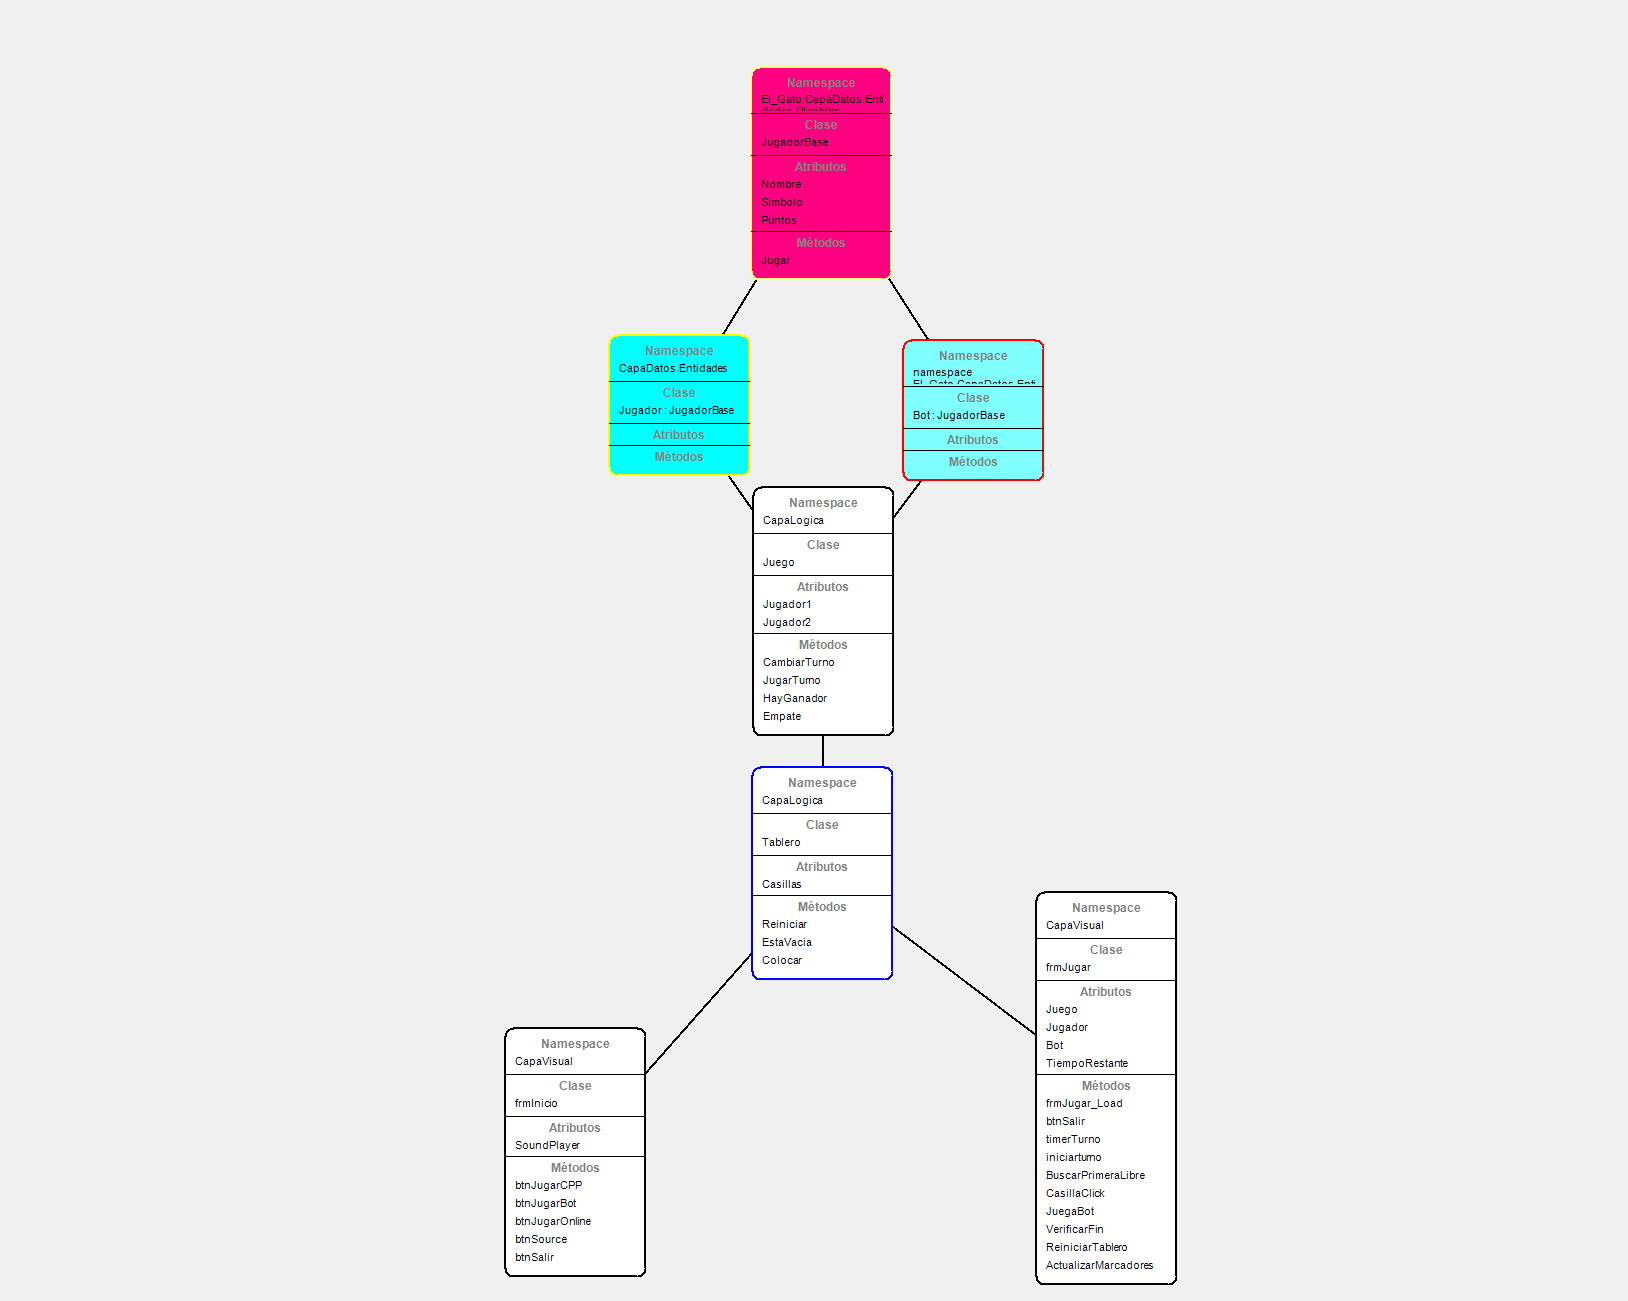 Namespace
El_Gato.CapaDatos.Enti
dades.Plantillas
Clase
JugadorBase
Atributos
Nombre
Simbolo
Puntos
Métodos
Jugar
Namespace
CapaDatos.Entidades
Clase
Jugador : JugadorBase
Atributos
Métodos
Namespace
namespace
El_Gato.CapaDatos.Enti
Clase
Bot : JugadorBase
Atributos
Métodos
Namespace
CapaLogica
Clase
Juego
Atributos
Jugador1
Jugador2
Métodos
CambiarTurno
JugarTurno
HayGanador
Empate
Namespace
CapaLogica
Clase
Tablero
Atributos
Casillas
Métodos
Reiniciar
EstaVacia
Colocar
Namespace
CapaVisual
Clase
frmInicio
Atributos
SoundPlayer
Métodos
btnJugarCPP
btnJugarBot
btnJugarOnline
btnSource
btnSalir
Namespace
CapaVisual
Clase
frmJugar
Atributos
Juego
Jugador
Bot
TiempoRestante
Métodos
frmJugar_Load
btnSalir
timerTurno
iniciarturno
BuscarPrimeraLibre
CasillaClick
JuegaBot
VerificarFin
ReiniciarTablero
ActualizarMarcadores